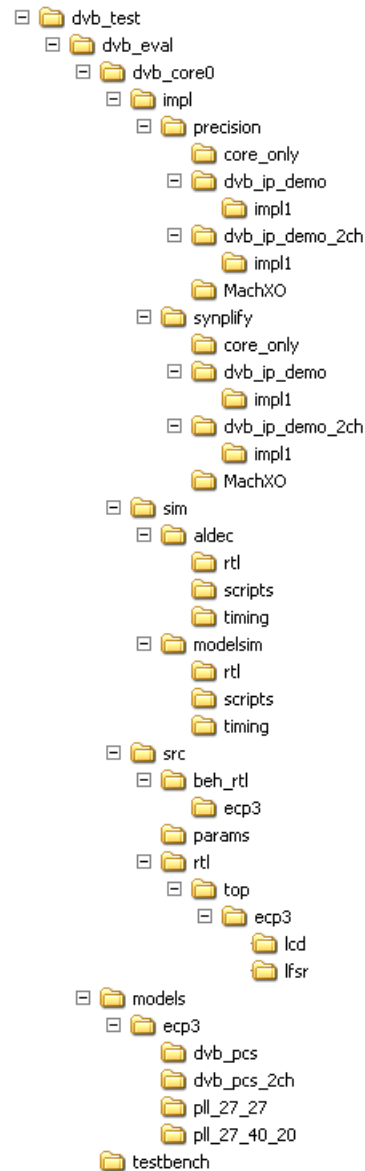 dvb_test
dvb_eval
dvb_core0
impl
precision
core_only
dvb_ip_demo
impl1
dvb_ip_demo_2ch
impl1
MachXO
synplify
core_only
dvb_ip_demo
impl1
dvb_ip_demo_2ch
impl1
MachXO
sim
aldec
rtl
scripts
timing
modelsim
rtl
scripts
timing
src
beh_rtl
ecp3
params
rtl
top
ecp3
lcd
lfsr
models
ecp3
dvb_pcs
dvb_pcs_2ch
pll_27_27
pll_27_40_20
testbench